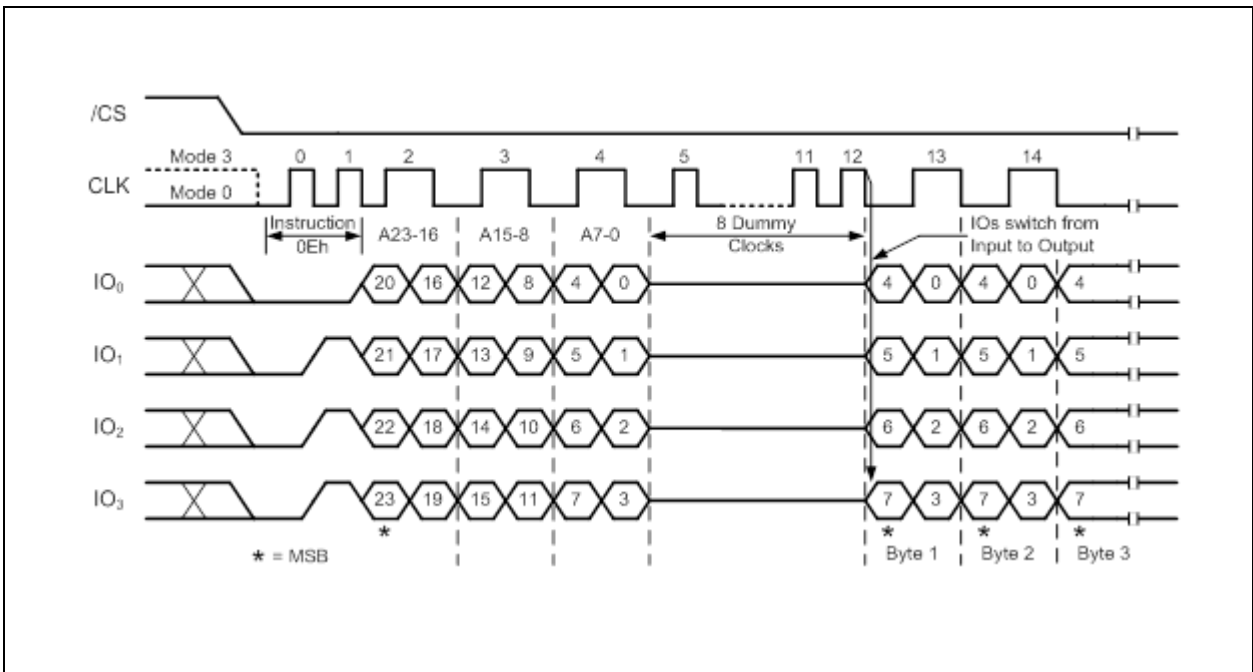 /CS
Mode 3 0 1 2 3 4 5 11 12 13 14
CLK Mode 0
Instruction 8 Dummy IOs switch from
0Eh A23-16 A15-8 A7-0 Clocks Input to Output
IO₀ 20 16 12 8 4 0 4 0 4 0 4
IO₁ 21 17 13 9 5 1 5 1 5 1 5
IO₂ 22 18 14 10 6 2 6 2 6 2 6
IO₃ 23 19 15 11 7 3 7 3 7 3 7
* * * *
* = MSB Byte 1 Byte 2 Byte 3